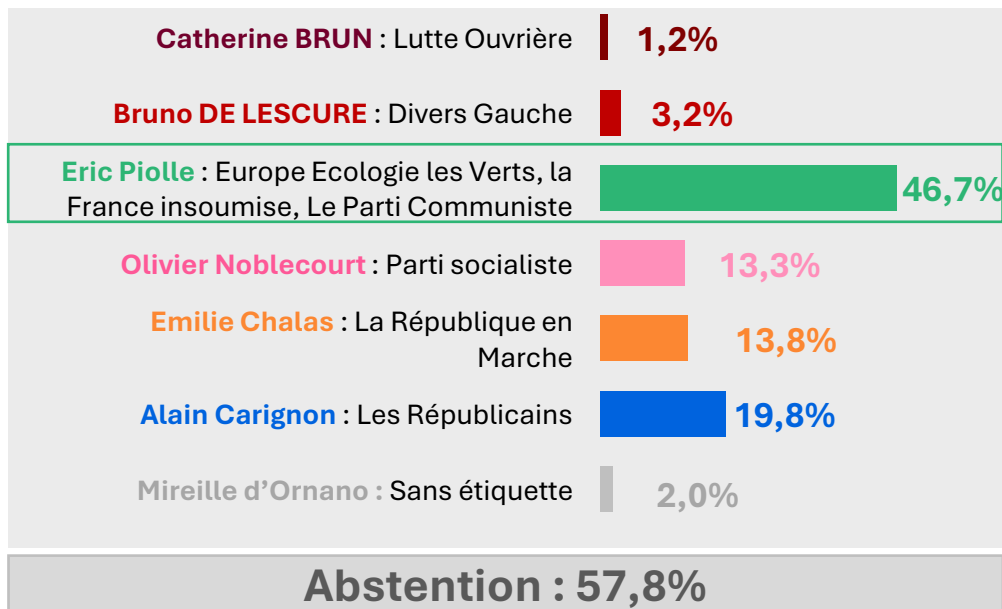 Catherine BRUN : Lutte Ouvrière 1,2%
Bruno DE LESCURE : Divers Gauche 3,2%
Eric Piolle : Europe Ecologie les Verts, la
France insoumise, Le Parti Communiste 46,7%
Olivier Noblecourt : Parti socialiste 13,3%
Emilie Chalas : La République en
Marche 13,8%
Alain Carignon : Les Républicains 19,8%
Mireille d’Ornano : Sans étiquette 2,0%
Abstention : 57,8%